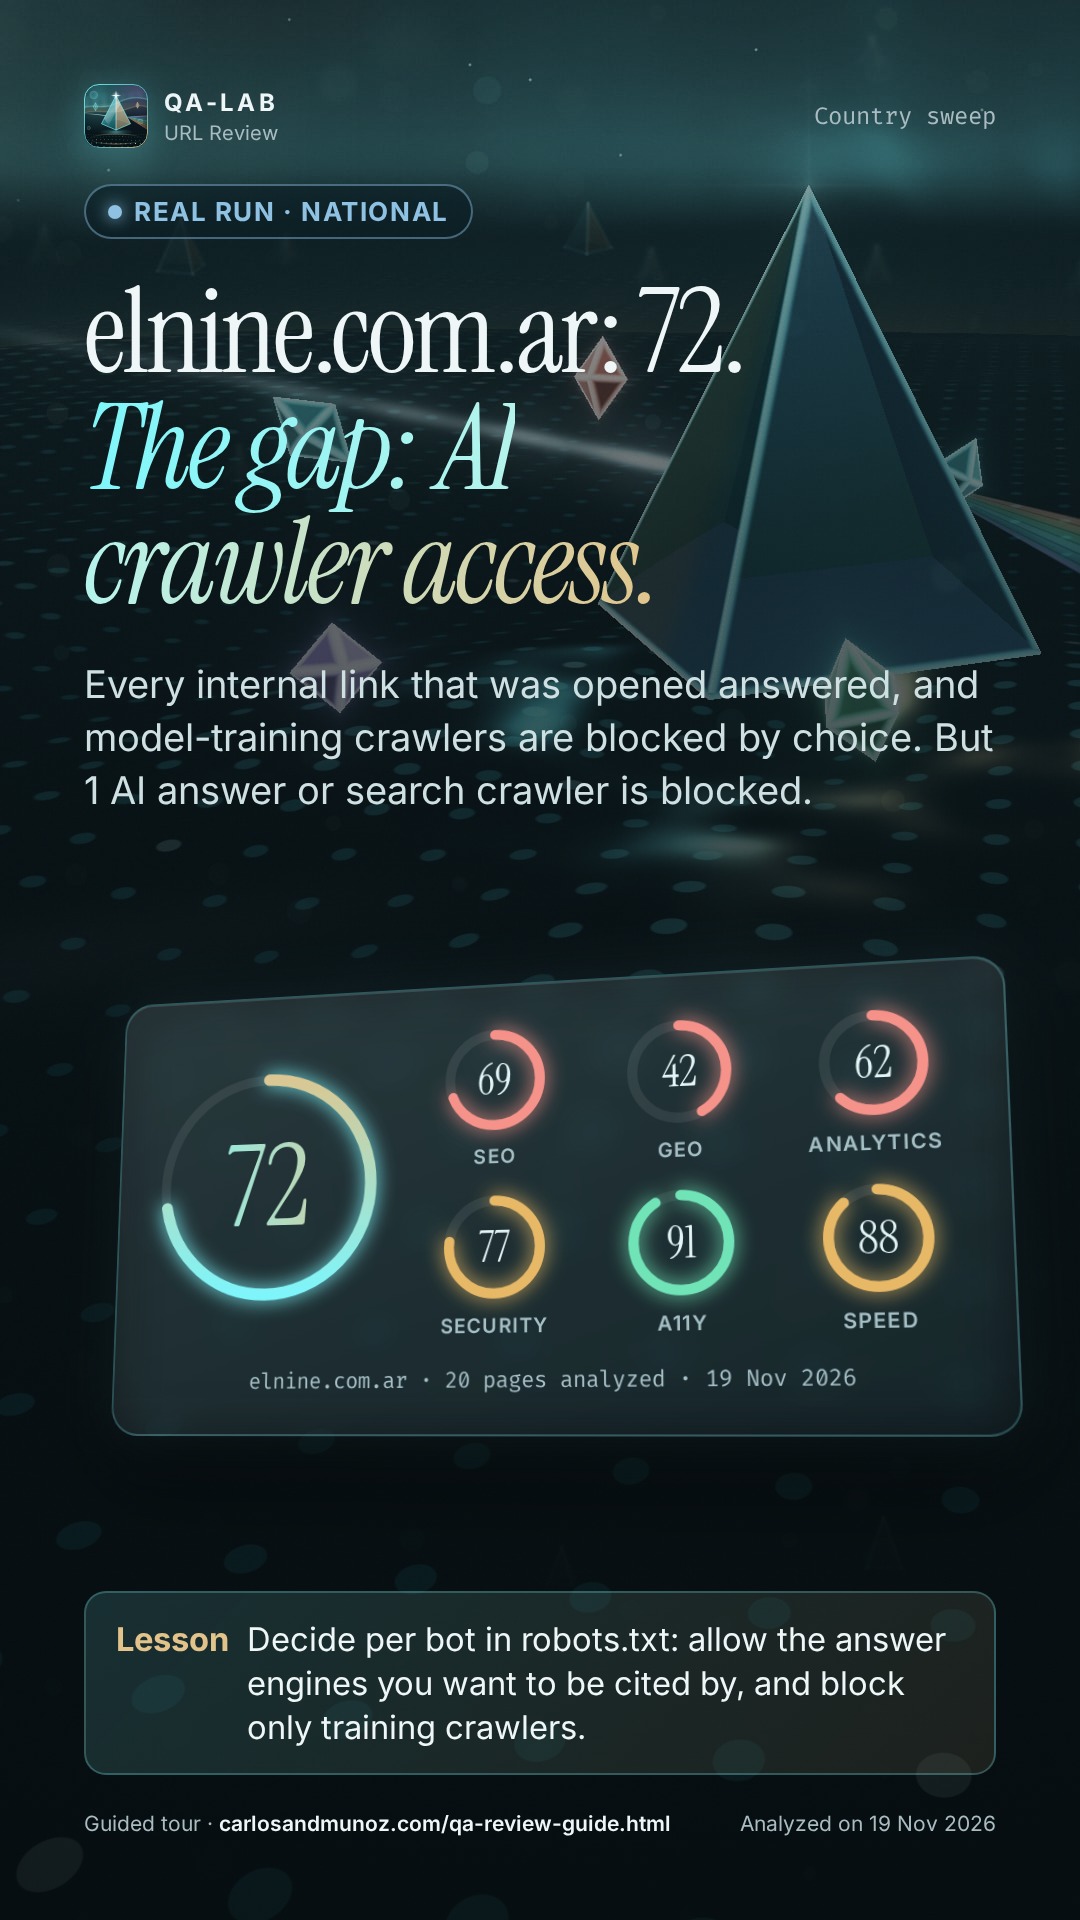 QA-LAB
URL Review
Country sweep
REAL RUN · NATIONAL
elnine.com.ar: 72.
The gap: AI
crawler access.
Every internal link that was opened answered, and
model-training crawlers are blocked by choice. But
1 AI answer or search crawler is blocked.
72
69
SEO
42
GEO
62
ANALYTICS
77
SECURITY
91
A11Y
88
SPEED
elnine.com.ar · 20 pages analyzed · 19 Nov 2026
Lesson Decide per bot in robots.txt: allow the answer
engines you want to be cited by, and block
only training crawlers.
Guided tour · carlosandmunoz.com/qa-review-guide.html
Analyzed on 19 Nov 2026